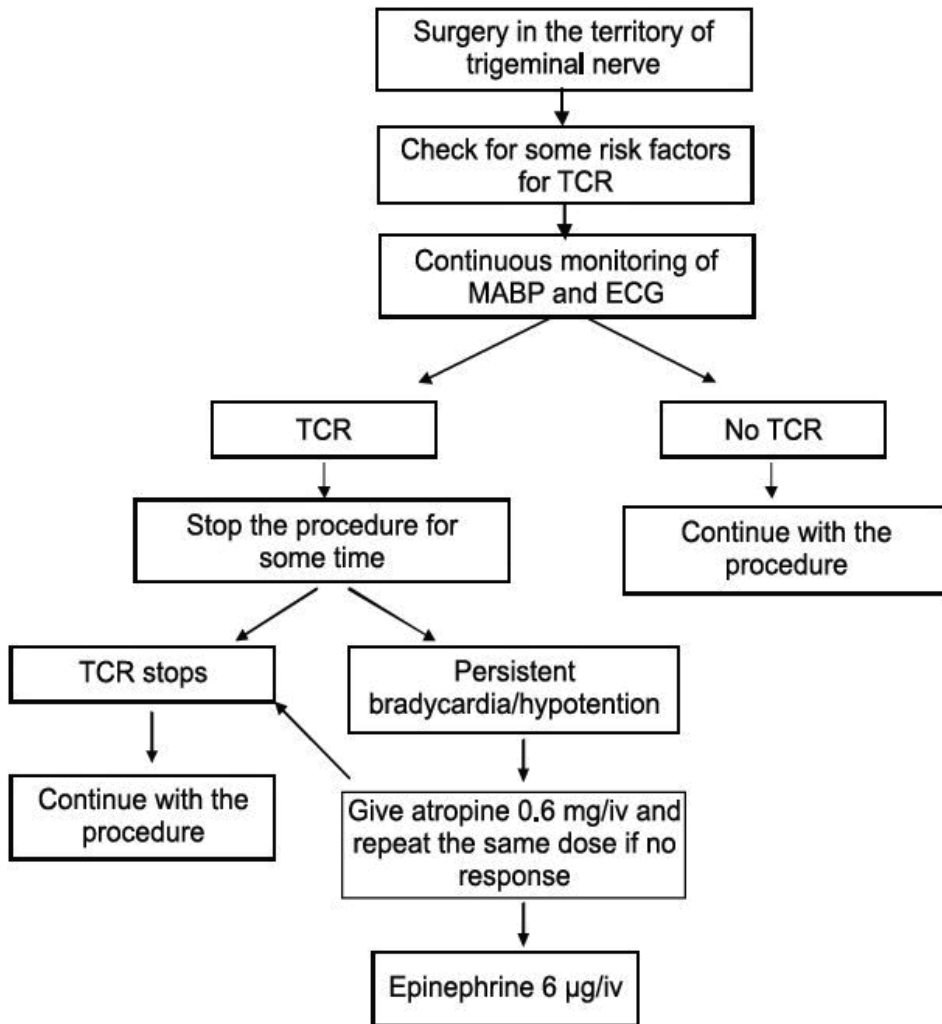 Surgery in the territory of
trigeminal nerve
Check for some risk factors
for TCR
Continuous monitoring of
MABP and ECG
TCR
No TCR
Stop the procedure for
some time
Continue with the
procedure
TCR stops
Persistent
bradycardia/hypotention
Continue with the
procedure
Give atropine 0.6 mg/iv and
repeat the same dose if no
response
Epinephrine 6 µg/iv